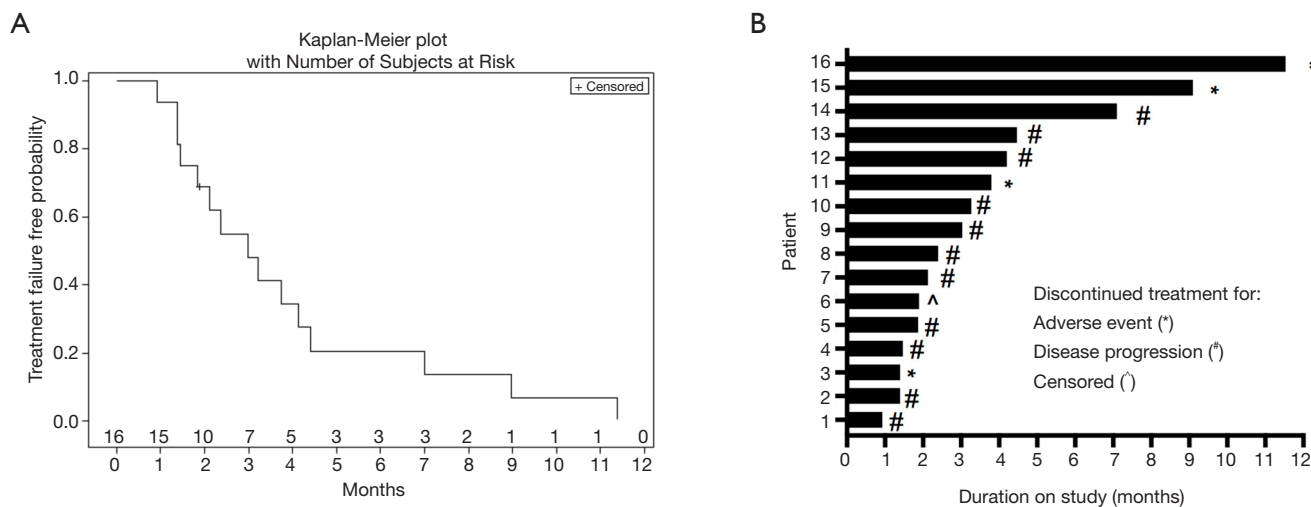 A
Kaplan-Meier plot
with Number of Subjects at Risk
+ Censored
Treatment failure free probability
1.0
0.8
0.6
0.4
0.2
0.0
16 15 10 7 5 3 3 3 2 1 1 1 0
0 1 2 3 4 5 6 7 8 9 10 11 12
Months
B
Patient
16 *
15 *
14 #
13 #
12 #
11 *
10 #
9 #
8 #
7 #
6 ^
5 #
4 #
3 *
2 #
1 #
Discontinued treatment for:
Adverse event (*)
Disease progression (#)
Censored (^)
0 1 2 3 4 5 6 7 8 9 10 11 12
Duration on study (months)